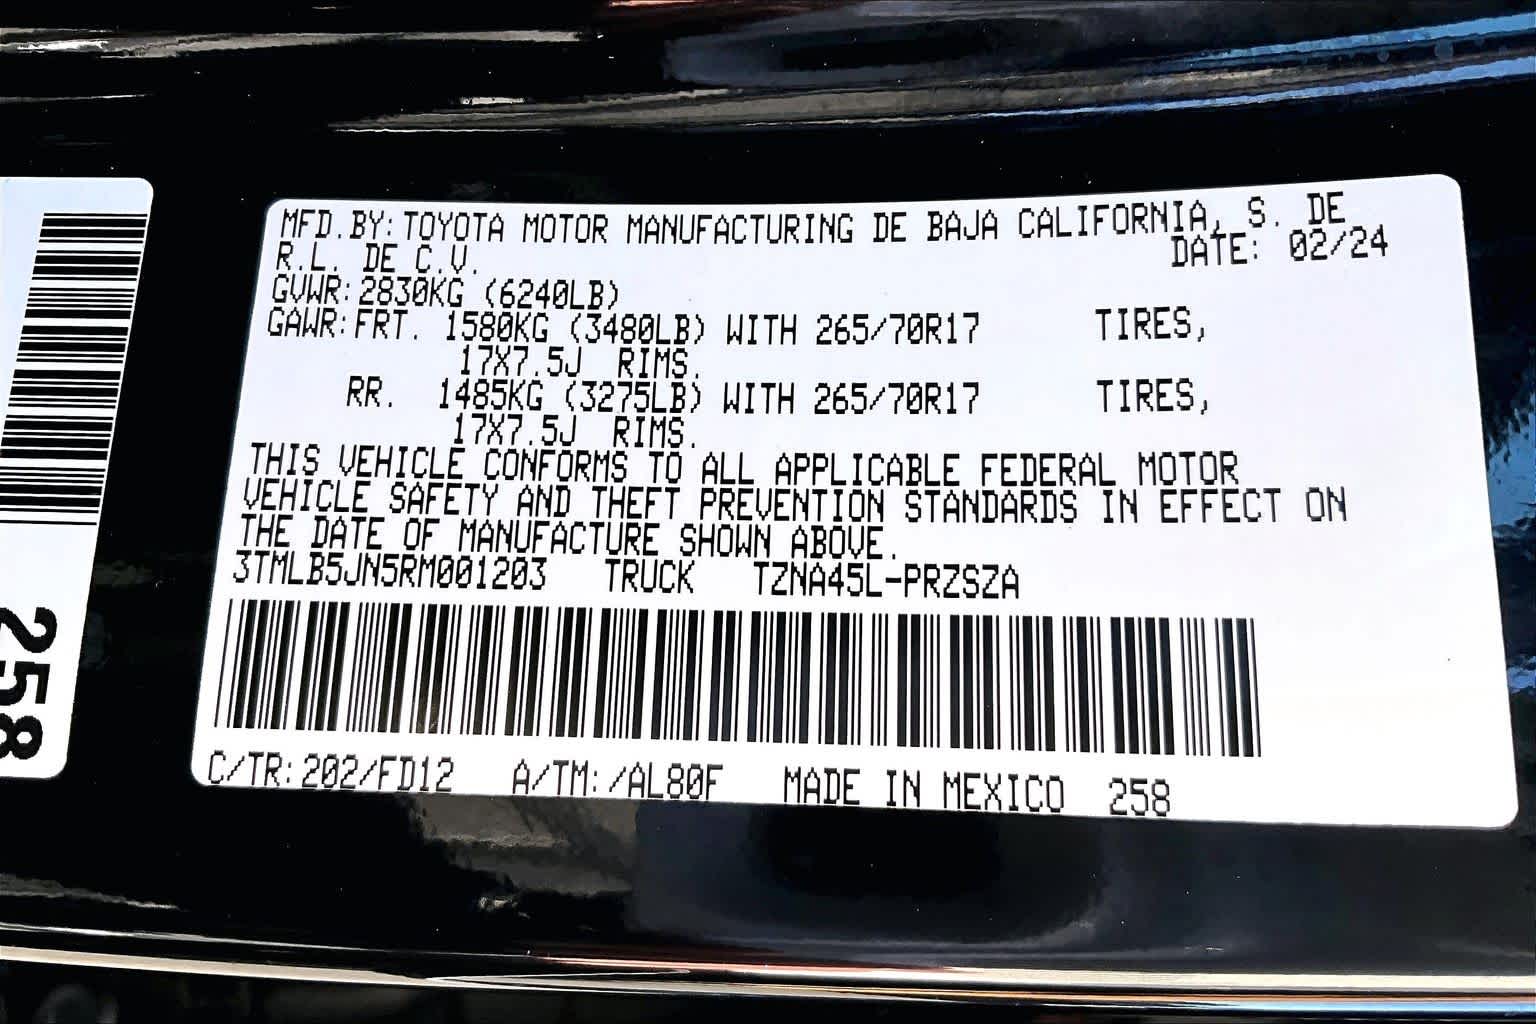 MFD.BY:TOYOTA MOTOR MANUFACTURING DE BAJA CALIFORNIA, S. DE
R.L. DE C.V. DATE: 02/24
GVWR:2830KG (6240LB)
GAWR:FRT. 1580KG (3480LB) WITH 265/70R17 TIRES,
17X7.5J RIMS.
RR. 1485KG (3275LB) WITH 265/70R17 TIRES,
17X7.5J RIMS.
THIS VEHICLE CONFORMS TO ALL APPLICABLE FEDERAL MOTOR
VEHICLE SAFETY AND THEFT PREVENTION STANDARDS IN EFFECT ON
THE DATE OF MANUFACTURE SHOWN ABOVE.
3TMLB5JN5RM001203 TRUCK TZNA45L-PRZSZA
C/TR:202/FD12 A/TM:/AL80F MADE IN MEXICO 258
258